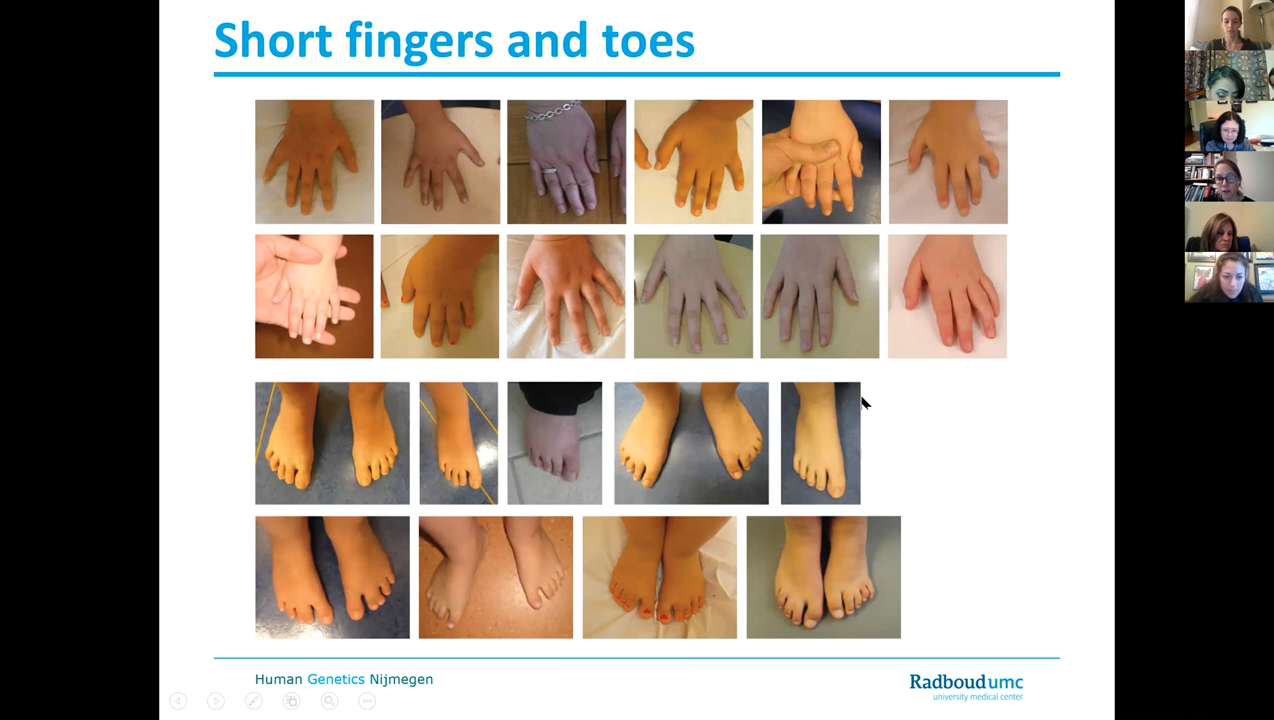 Short fingers and toes
Human Genetics Nijmegen
Radboudumc
university medical center